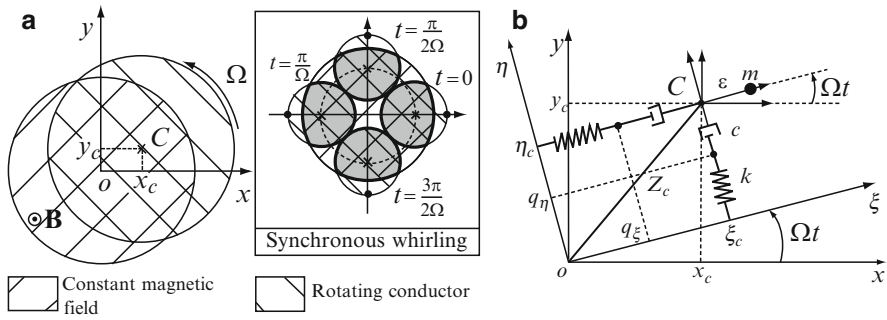 a
y
Ω
y_c
C
o
x_c
x
B
t = π/Ω
t = π/2Ω
t = 0
t = 3π/2Ω
Synchronous whirling
Constant magnetic field
Rotating conductor
b
η
y
C
ε
m
Ωt
y_c
c
η_c
k
q_η
Z_c
ξ
q_ξ
ξ_c
Ωt
o
x_c
x